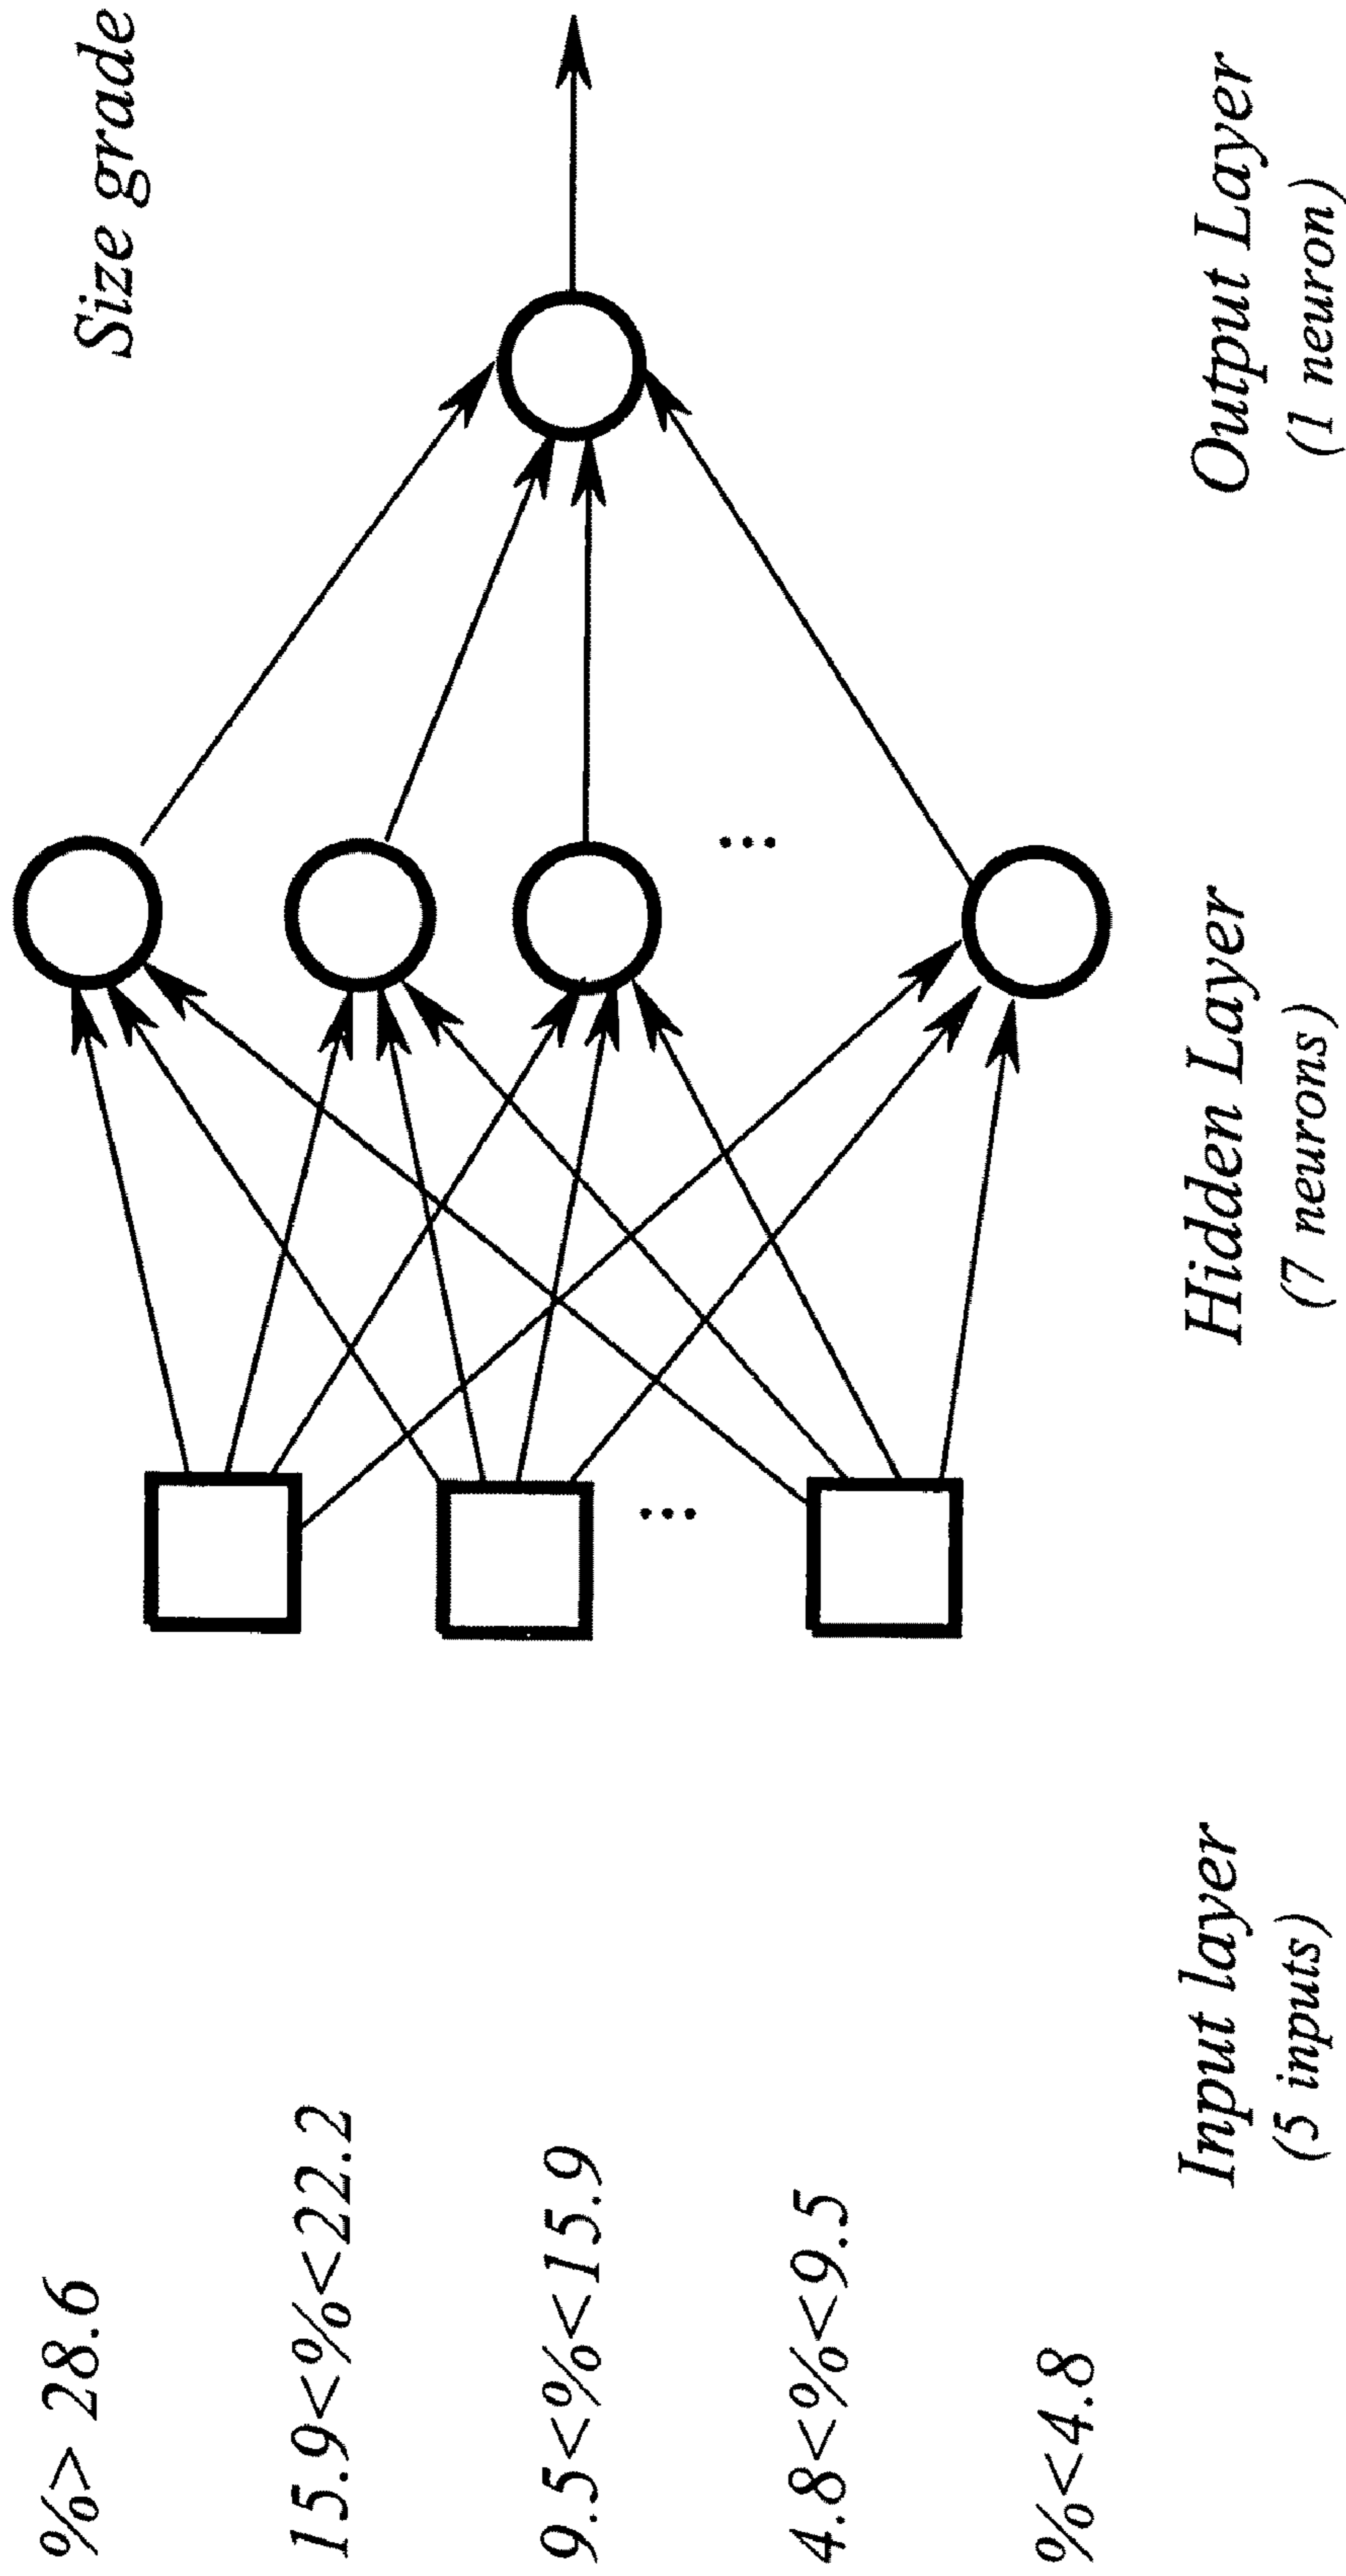 Size grade
%> 28.6
15.9<%<22.2
9.5<%<15.9
4.8<%<9.5
%<4.8
Input layer
(5 inputs)
Hidden Layer
(7 neurons)
Output Layer
(1 neuron)